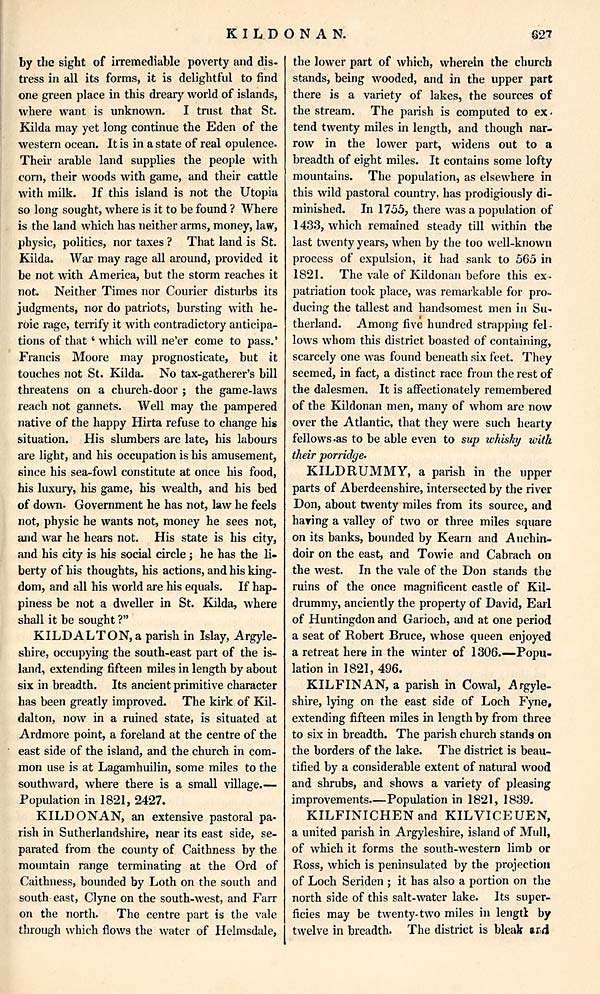 KILDONAN.
627
by the sight of irremediable poverty and dis-
tress in all its forms, it is delightful to find
one green place in this dreary world of islands,
where want is unknown. I trust that St.
Kilda may yet long continue the Eden of the
western ocean. It is in a state of real opulence.
Their arable land supplies the people with
corn, their woods with game, and their cattle
with milk. If this island is not the Utopia
so long sought, where is it to be found? Where
is the land which has neither arms, money, law,
physic, politics, nor taxes? That land is St.
Kilda. War may rage all around, provided it
be not with America, but the storm reaches it
not. Neither Times nor Courier disturbs its
judgments, nor do patriots, bursting with he-
roic rage, terrify it with contradictory anticipa-
tions of that ‘ which will ne'er come to pass.’
Francis Moore may prognosticate, but it
touches not St. Kilda. No tax-gatherer's bill
threatens on a church-door ; the game-laws
reach not gannets. Well may the pampered
native of the happy Hirta refuse to change his
situation. His slumbers are late, his labours
are light, and his occupation is his amusement,
since his sea-fowl constitute at once his food,
his luxury, his game, his wealth, and his bed
of down. Government he has not, law he feels
not, physic he wants not, money he sees not,
and war he hears not. His state is his city,
and his city is his social circle ; he has the li-
berty of his thoughts, his actions, and his king-
dom, and all his world are his equals. If hap-
piness be not a dweller in St. Kilda, where
shall it be sought?"
KILDALTON, a parish in Islay, Argyle-
shire, occupying the south-east part of the is-
land, extending fifteen miles in length by about
six in breadth. Its ancient primitive character
has been greatly improved. The kirk of Kil-
dalton, now in a ruined state, is situated at
Ardmore point, a foreland at the centre of the
east side of the island, and the church in com-
mon use is at Lagamhuilin, some miles to the
southward, where there is a small village.—
Population in 1821, 2427.
KILDONAN, an extensive pastoral pa-
rish in Sutherlandshire, near its east side, se-
parated from the county of Caithness by the
mountain range terminating at the Ord of
Caithness, bounded by Loth on the south and
south east, Clyne on the south-west, and Farr
on the north. The centre part is the vale
through which flows the water of Helmsdale,
the lower part of which, wherein the church
stands, being wooded, and in the upper part
there is a variety of lakes, the sources of
the stream. The parish is computed to ex-
tend twenty miles in length, and though nar-
row in the lower part, widens out to a
breadth of eight miles. It contains some lofty
mountains. The population, as elsewhere in
this wild pastoral country, has prodigiously di-
minished. In 1755, there was a population of
1433, which remained steady till within the
last twenty years, when by the too well-known
process of expulsion, it had sank to 565 in
1821. The vale of Kildonan before this ex-
patriation took place, was remarkable for pro-
ducing the tallest and handsomest men in Su-
therland. Among five hundred strapping fel-
lows whom this district boasted of containing,
scarcely one was found beneath six feet. They
seemed, in fact, a distinct race from the rest of
the dalesmen. It is affectionately remembered
of the Kildonan men, many of whom are now
over the Atlantic, that they were such hearty
fellows as to be able even to sup whisky with
their porridge.
KILDRUMMY, a parish in the upper
parts of Aberdeenshire, intersected by the river
Don, about twenty miles from its source, and
having a valley of two or three miles square
on its banks, bounded by Kearn and Auchin-
doir on the east, and Towie and Cabrach on
the west. In the vale of the Don stands the
ruins of the once magnificent castle of Kil-
drummy, anciently the property of David, Earl
of Huntingdon and Garioch, and at one period
a seat of Robert Bruce, whose queen enjoyed
a retreat here in the winter of 1306.—Popu-
lation in 1821, 496.
KILFINAN, a parish in Cowal, Argyle-
shire, lying on the east side of Loch Fyne,
extending fifteen miles in length by from three
to six in breadth. The parish church stands on
the borders of the lake. The district is beau-
tified by a considerable extent of natural wood
and shrubs, and shows a variety of pleasing
improvements.—Population in 1821, 1839.
KILFINICHEN and KILVICEUEN,
a united parish in Argyleshire, island of Mull,
of which it forms the south-western limb or
Ross, which is peninsulated by the projection
of Loch Seriden ; it has also a portion on the
north side of this salt-water lake. Its super-
ficies may be twenty-two miles in length by
twelve in breadth. The district is bleak and